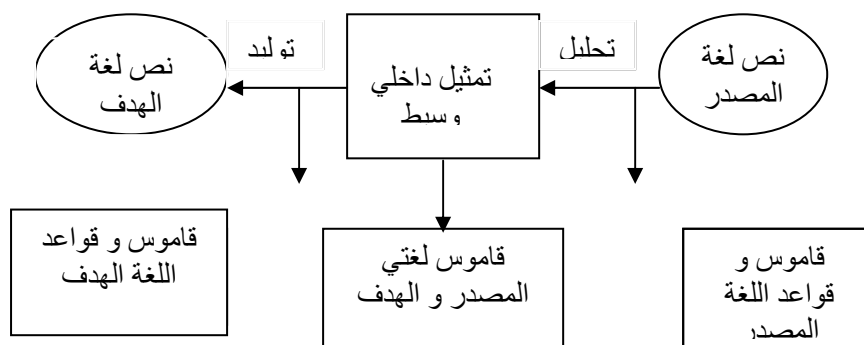 نص لغة
المصدر
تحليل
تمثيل داخلي
وسيط
توليد
نص لغة
الهدف
قاموس و
قواعد اللغة
المصدر
قاموس لغتي
المصدر و الهدف
قاموس و قواعد
اللغة الهدف